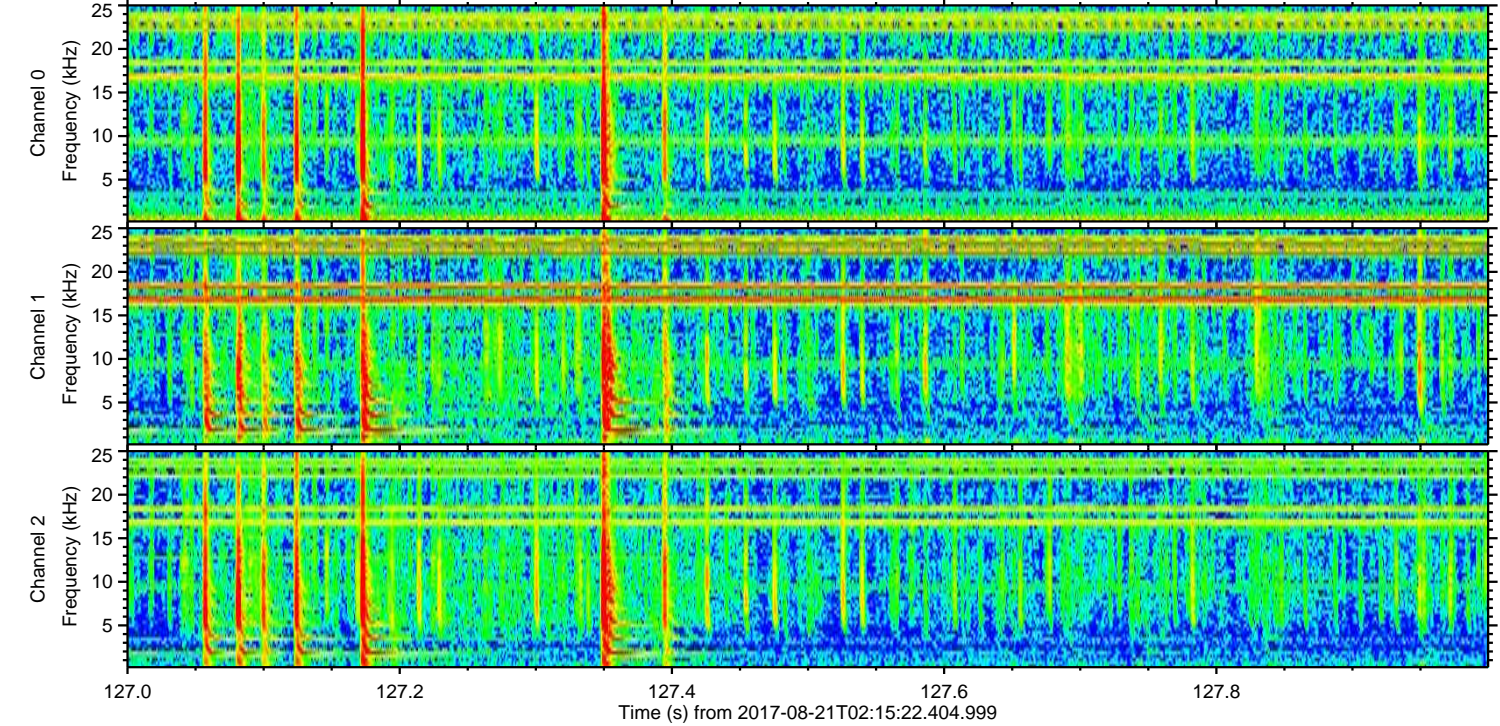 Channel 0
Frequency (kHz)
25
20
15
10
5
Channel 1
Frequency (kHz)
25
20
15
10
5
Channel 2
Frequency (kHz)
25
20
15
10
5
127.0 127.2 127.4 127.6 127.8
Time (s) from 2017-08-21T02:15:22.404.999